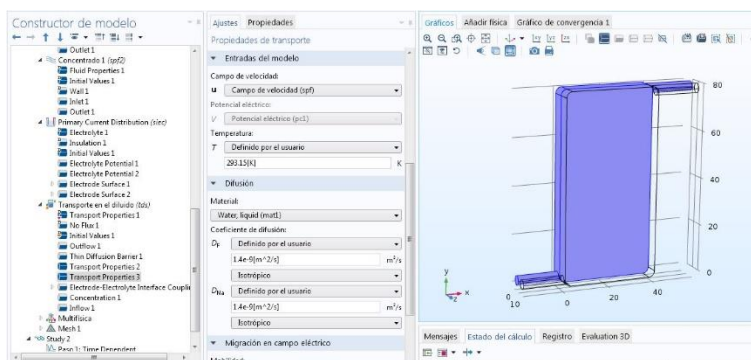 Constructor de modelo
Outlet 1
Concentrado 1 (spf2)
Fluid Properties 1
Initial Values 1
Wall 1
Inlet 1
Outlet 1
Primary Current Distribution (siec)
Electrolyte 1
Insulation 1
Initial Values 1
Electrolyte Potential 1
Electrolyte Potential 2
Electrode Surface 1
Electrode Surface 2
Transporte en el diluido (tds)
Transport Properties 1
No Flux 1
Initial Values 1
Outflow 1
Thin Diffusion Barrier 1
Transport Properties 2
Transport Properties 3
Electrode-Electrolyte Interface Coupli
Concentration 1
Inflow 1
Multifísica
Mesh 1
Study 2
Paso 1: Time Dependent
Ajustes Propiedades
Propiedades de transporte
Entradas del modelo
Campo de velocidad:
u Campo de velocidad (spf)
Potencial eléctrico:
V Potencial eléctrico (pc1)
Temperatura:
T Definido por el usuario
293.15[K] K
Difusión
Material:
Water, liquid (mat1)
Coeficiente de difusión:
DF Definido por el usuario
1.4e-9[m^2/s] m²/s
Isotrópico
DNa Definido por el usuario
1.4e-9[m^2/s] m²/s
Isotrópico
Migración en campo eléctrico
Gráficos Añadir física Gráfico de convergencia 1
80
60
40
20
0
0
10
0
20
40
y
z x
Mensajes Estado del cálculo Registro Evaluation 3D